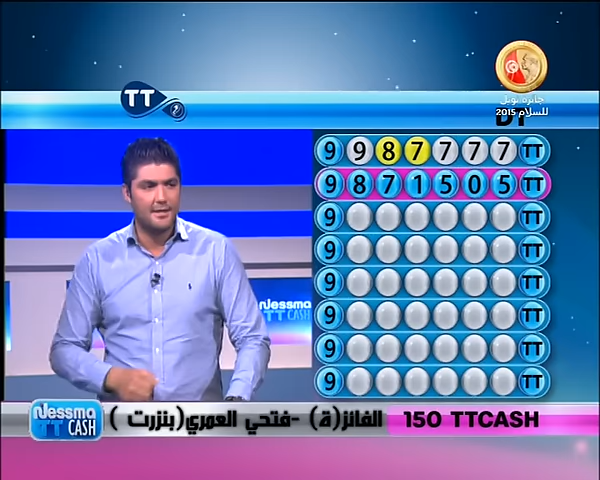 TT
جائزة نوبل
للسلام 2015
DT
9 9 8 7 7 7 7 TT
9 8 7 1 5 0 5 TT
9 TT
9 TT
9 TT
9 TT
9 TT
9 TT
Nessma
TT CASH
Nessma TT CASH
الفائز(ة) -فتحي العمري(بنزرت )
150 TTCASH